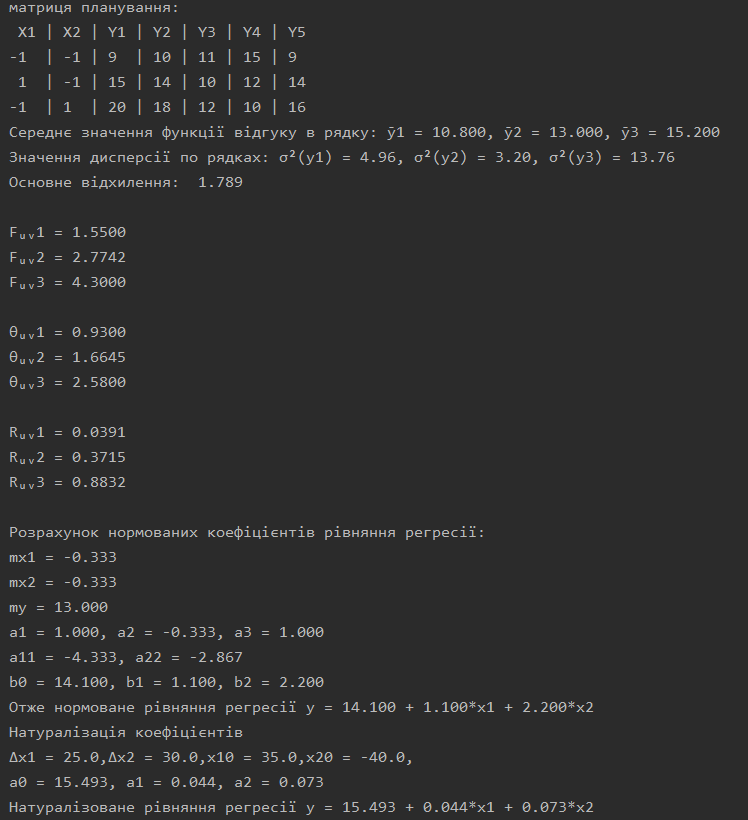 матриця планування:
X1 | X2 | Y1 | Y2 | Y3 | Y4 | Y5
-1 | -1 | 9 | 10 | 11 | 15 | 9
1 | -1 | 15 | 14 | 10 | 12 | 14
-1 | 1 | 20 | 18 | 12 | 10 | 16
Середнє значення функції відгуку в рядку: ȳ1 = 10.800, ȳ2 = 13.000, ȳ3 = 15.200
Значення дисперсії по рядках: σ²(y1) = 4.96, σ²(y2) = 3.20, σ²(y3) = 13.76
Основне відхилення: 1.789
Fᵤᵥ1 = 1.5500
Fᵤᵥ2 = 2.7742
Fᵤᵥ3 = 4.3000
θᵤᵥ1 = 0.9300
θᵤᵥ2 = 1.6645
θᵤᵥ3 = 2.5800
Rᵤᵥ1 = 0.0391
Rᵤᵥ2 = 0.3715
Rᵤᵥ3 = 0.8832
Розрахунок нормованих коефіцієнтів рівняння регресії:
mx1 = -0.333
mx2 = -0.333
my = 13.000
a1 = 1.000, a2 = -0.333, a3 = 1.000
a11 = -4.333, a22 = -2.867
b0 = 14.100, b1 = 1.100, b2 = 2.200
Отже нормоване рівняння регресії y = 14.100 + 1.100*x1 + 2.200*x2
Натуралізація коефіцієнтів
Δx1 = 25.0,Δx2 = 30.0,x10 = 35.0,x20 = -40.0,
a0 = 15.493, a1 = 0.044, a2 = 0.073
Натуралізоване рівняння регресії y = 15.493 + 0.044*x1 + 0.073*x2